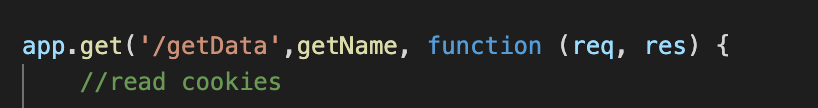 app.get('/getData',getName, function (req, res) {
//read cookies